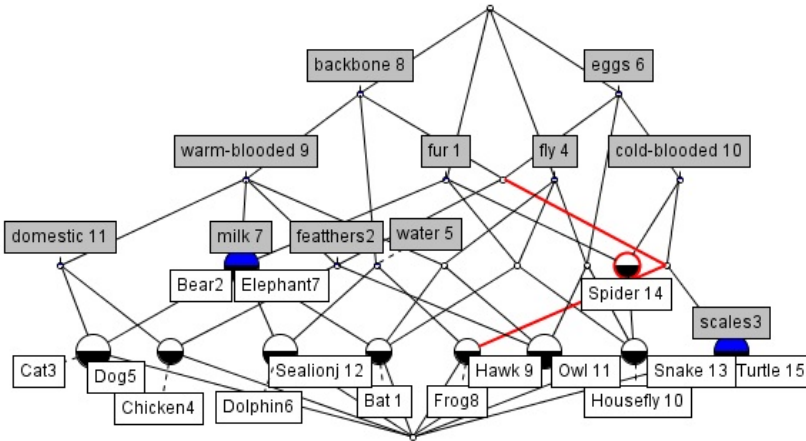 backbone 8
eggs 6
warm-blooded 9
fur 1
fly 4
cold-blooded 10
domestic 11
milk 7
featthers2
water 5
Bear2
Elephant7
Spider 14
scales3
Cat3
Dog5
Sealionj 12
Hawk 9
Owl 11
Snake 13
Turtle 15
Chicken4
Dolphin6
Bat 1
Frog8
Housefly 10